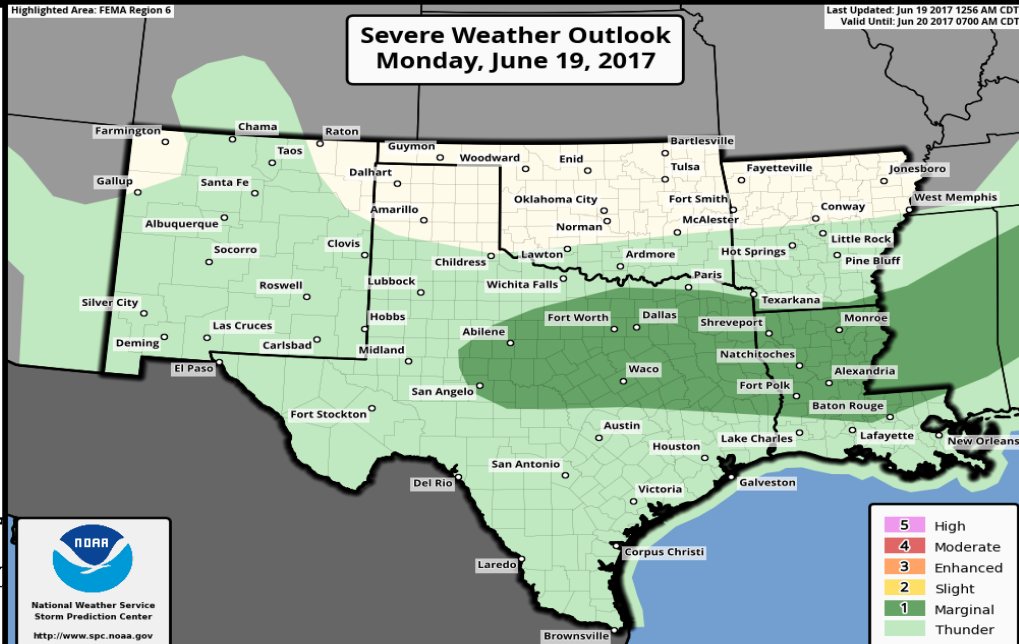 Highlighted Area: FEMA Region 6
Last Updated: Jun 19 2017 1256 AM CDT
Valid Until: Jun 20 2017 0700 AM CDT
Severe Weather Outlook
Monday, June 19, 2017
Farmington
Chama
Raton
Guymon
Bartlesville
Taos
Woodward
Enid
Tulsa
Fayetteville
Jonesboro
Gallup
Santa Fe
Dalhart
Oklahoma City
Fort Smith
West Memphis
Albuquerque
Amarillo
Norman
McAlester
Conway
Socorro
Clovis
Childress
Lawton
Ardmore
Hot Springs
Little Rock
Pine Bluff
Silver City
Roswell
Lubbock
Wichita Falls
Paris
Texarkana
Deming
Las Cruces
Carlsbad
Hobbs
Abilene
Fort Worth
Dallas
Shreveport
Monroe
El Paso
Midland
San Angelo
Waco
Natchitoches
Alexandria
Fort Polk
Fort Stockton
Baton Rouge
Austin
Houston
Lake Charles
Lafayette
New Orleans
Del Rio
San Antonio
Victoria
Galveston
Laredo
Corpus Christi
Brownsville
NOAA
National Weather Service
Storm Prediction Center
http://www.spc.noaa.gov
5 High
4 Moderate
3 Enhanced
2 Slight
1 Marginal
Thunder